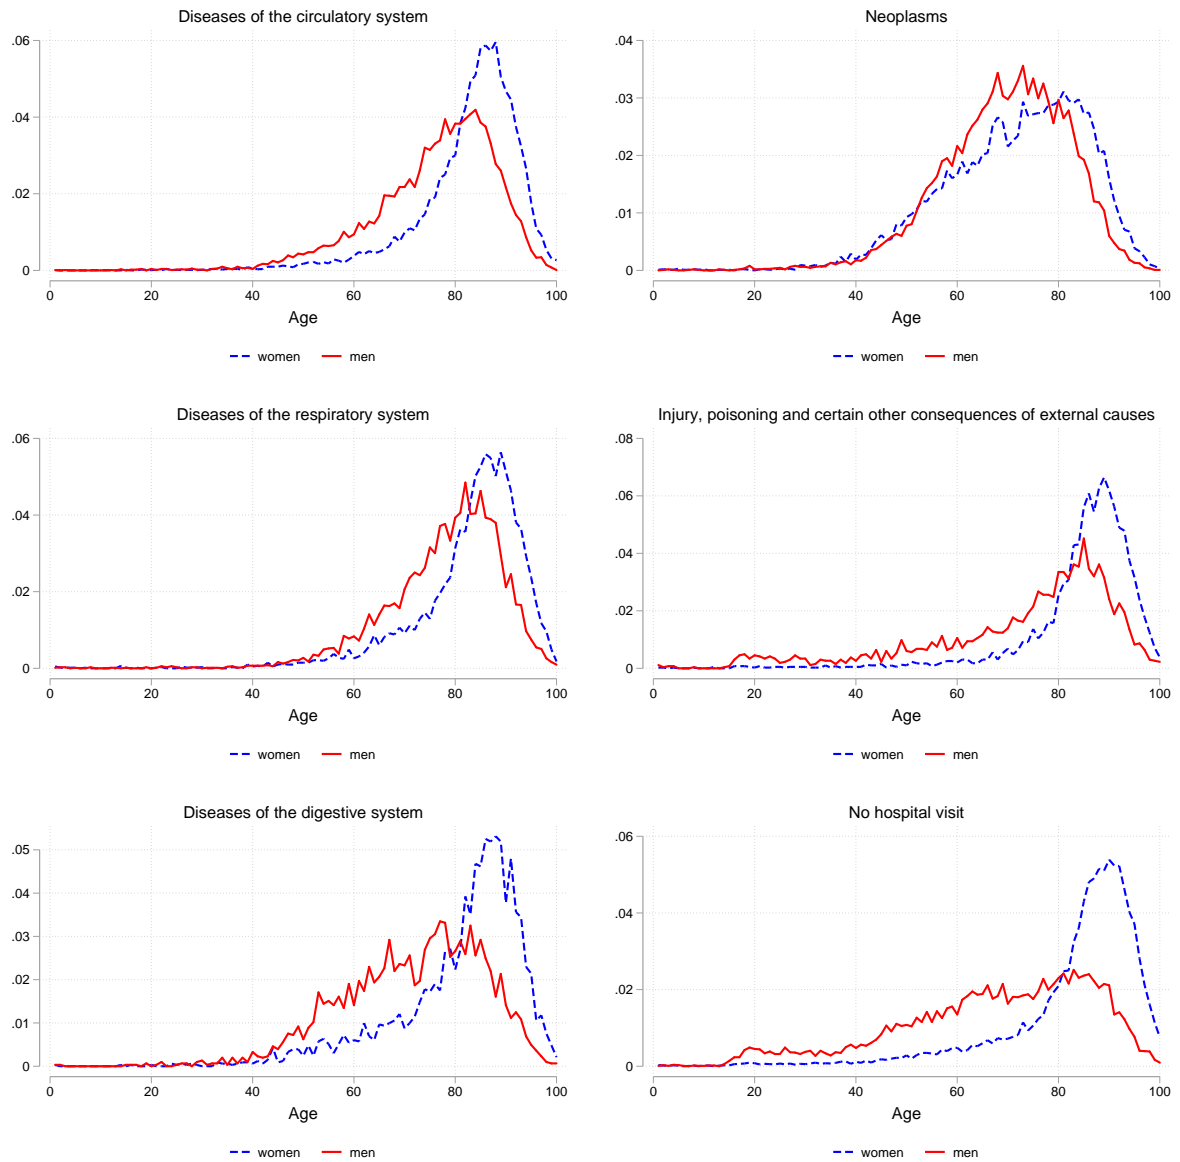 Diseases of the circulatory system
.06
.04
.02
0
0 20 40 60 80 100
Age
women men
Neoplasms
.04
.03
.02
.01
0
0 20 40 60 80 100
Age
women men
Diseases of the respiratory system
.06
.04
.02
0
0 20 40 60 80 100
Age
women men
Injury, poisoning and certain other consequences of external causes
.08
.06
.04
.02
0
0 20 40 60 80 100
Age
women men
Diseases of the digestive system
.05
.04
.03
.02
.01
0
0 20 40 60 80 100
Age
women men
No hospital visit
.06
.04
.02
0
0 20 40 60 80 100
Age
women men